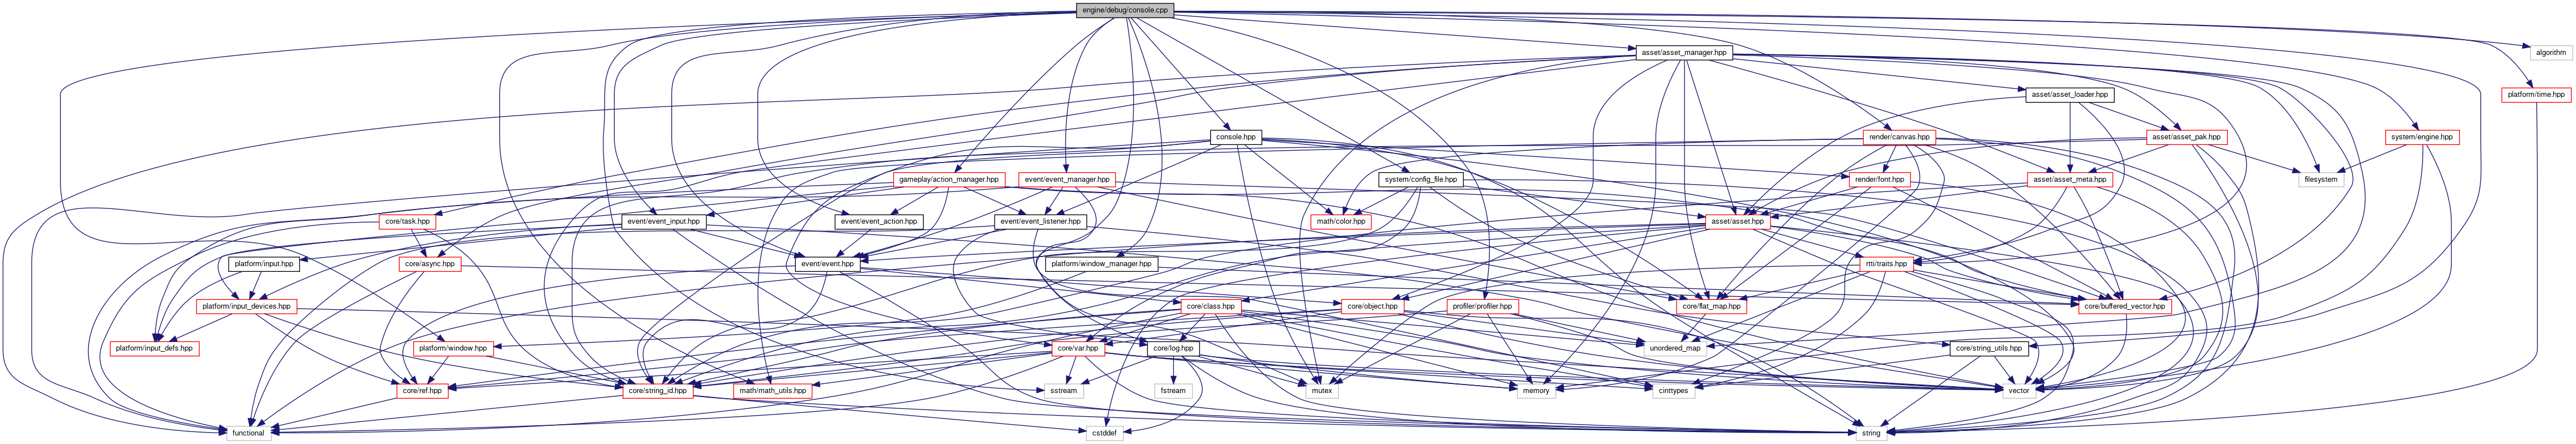 engine/debug/console.cpp
asset/asset_manager.hpp
algorithm
asset/asset_loader.hpp
platform/time.hpp
console.hpp
render/canvas.hpp
asset/asset_pak.hpp
system/engine.hpp
gameplay/action_manager.hpp
event/event_manager.hpp
system/config_file.hpp
render/font.hpp
asset/asset_meta.hpp
filesystem
core/task.hpp
event/event_input.hpp
event/event_action.hpp
event/event_listener.hpp
math/color.hpp
asset/asset.hpp
platform/input.hpp
core/async.hpp
event/event.hpp
platform/window_manager.hpp
rtti/traits.hpp
platform/input_devices.hpp
core/class.hpp
core/object.hpp
profiler/profiler.hpp
core/flat_map.hpp
core/buffered_vector.hpp
platform/input_defs.hpp
platform/window.hpp
core/var.hpp
core/log.hpp
unordered_map
core/string_utils.hpp
core/ref.hpp
core/string_id.hpp
math/math_utils.hpp
sstream
fstream
mutex
memory
cinttypes
vector
functional
cstddef
string